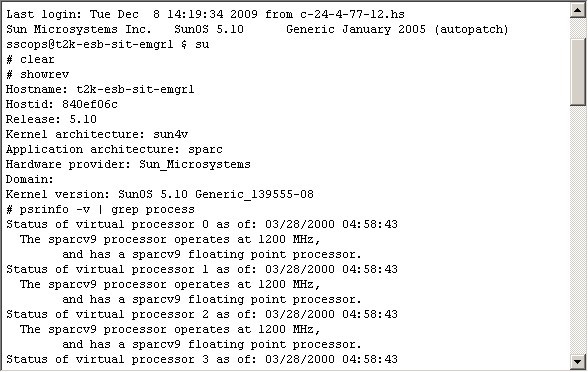 Last login: Tue Dec  8 14:19:34 2009 from c-24-4-77-12.hs
Sun Microsystems Inc.   SunOS 5.10      Generic January 2005 (autopatch)
sscops@t2k-esb-sit-emgrl $ su
# clear
# showrev
Hostname: t2k-esb-sit-emgrl
Hostid: 840ef06c
Release: 5.10
Kernel architecture: sun4v
Application architecture: sparc
Hardware provider: Sun_Microsystems
Domain:
Kernel version: SunOS 5.10 Generic_139555-08
# psrinfo -v | grep process
Status of virtual processor 0 as of: 03/28/2000 04:58:43
  The sparcv9 processor operates at 1200 MHz,
        and has a sparcv9 floating point processor.
Status of virtual processor 1 as of: 03/28/2000 04:58:43
  The sparcv9 processor operates at 1200 MHz,
        and has a sparcv9 floating point processor.
Status of virtual processor 2 as of: 03/28/2000 04:58:43
  The sparcv9 processor operates at 1200 MHz,
        and has a sparcv9 floating point processor.
Status of virtual processor 3 as of: 03/28/2000 04:58:43